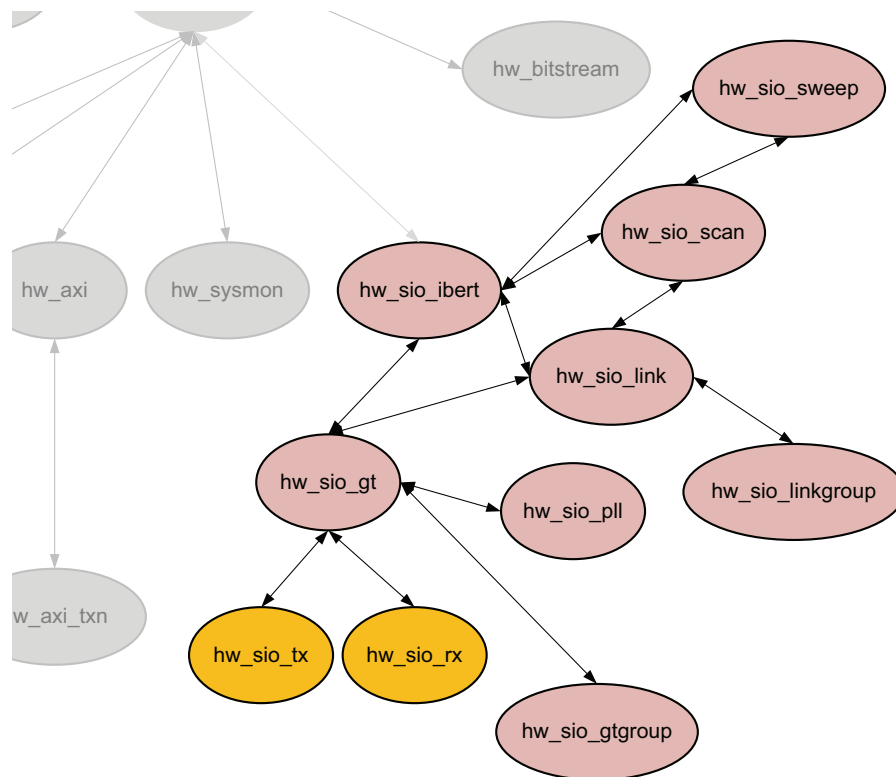 hw_bitstream
hw_sio_sweep
hw_sio_scan
hw_axi
hw_sysmon
hw_sio_ibert
hw_sio_link
hw_sio_gt
hw_sio_linkgroup
hw_sio_pll
w_axi_txn
hw_sio_tx
hw_sio_rx
hw_sio_gtgroup